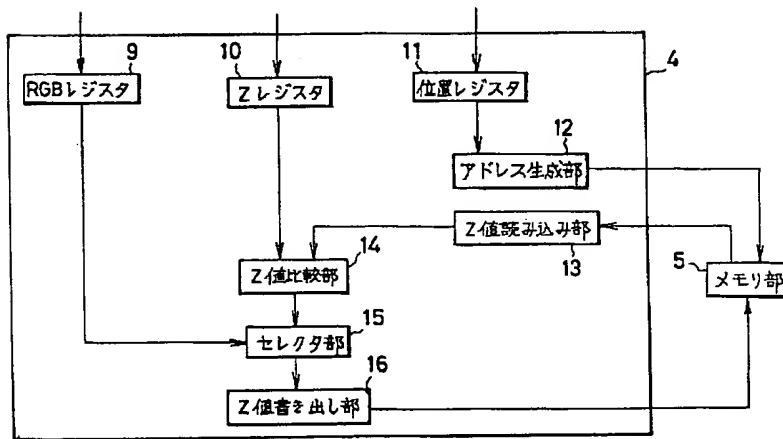 9
RGBレジスタ
10
Zレジスタ
11
位置レジスタ
4
12
アドレス生成部
Z値読み込み部
13
5
メモリ部
14
Z値比較部
15
セレクタ部
16
Z値書き出し部